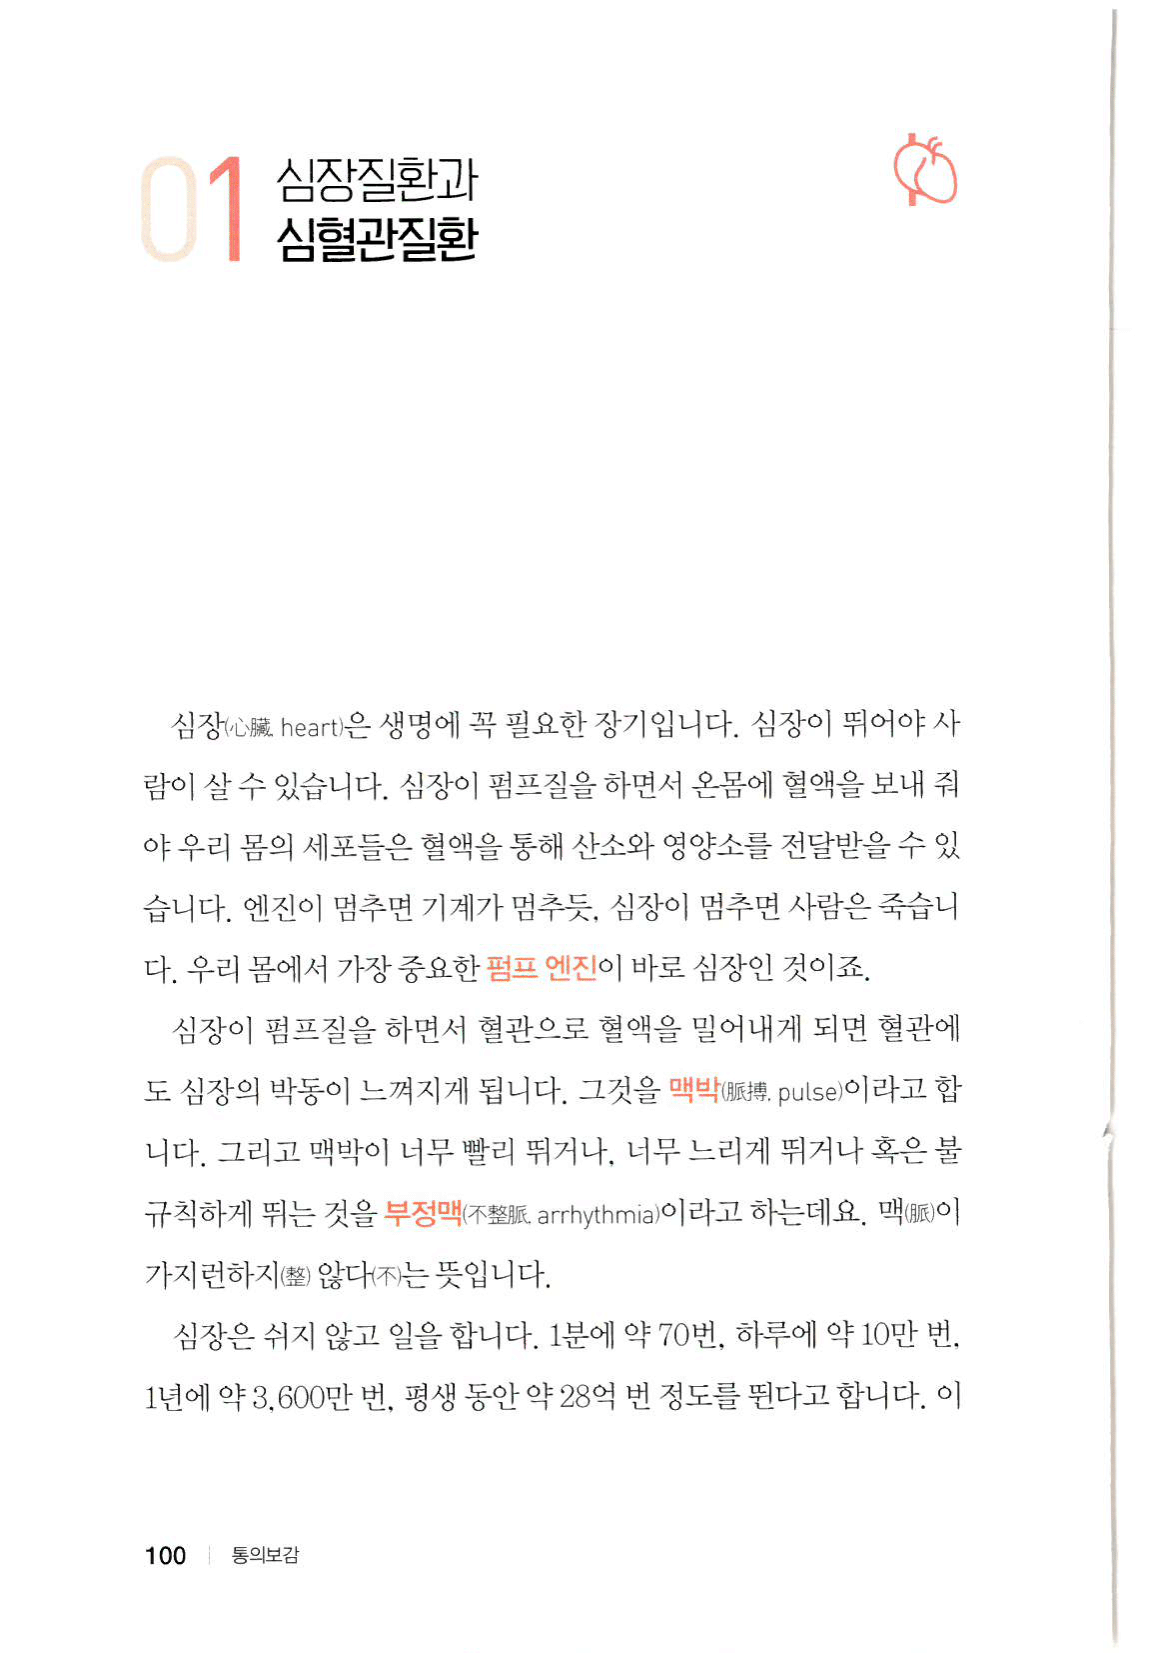 01 심장질환과
심혈관질환
심장(心臟, heart)은 생명에 꼭 필요한 장기입니다. 심장이 뛰어야 사
람이 살 수 있습니다. 심장이 펌프질을 하면서 온몸에 혈액을 보내 줘
야 우리 몸의 세포들은 혈액을 통해 산소와 영양소를 전달받을 수 있
습니다. 엔진이 멈추면 기계가 멈추듯, 심장이 멈추면 사람은 죽습니
다. 우리 몸에서 가장 중요한 펌프 엔진이 바로 심장인 것이죠.
심장이 펌프질을 하면서 혈관으로 혈액을 밀어내게 되면 혈관에
도 심장의 박동이 느껴지게 됩니다. 그것을 맥박(脈搏, pulse)이라고 합
니다. 그리고 맥박이 너무 빨리 뛰거나, 너무 느리게 뛰거나 혹은 불
규칙하게 뛰는 것을 부정맥(不整脈, arrhythmia)이라고 하는데요. 맥(脈)이
가지런하지(整) 않다(不)는 뜻입니다.
심장은 쉬지 않고 일을 합니다. 1분에 약 70번, 하루에 약 10만 번,
1년에 약 3,600만 번, 평생 동안 약 28억 번 정도를 뛴다고 합니다. 이
100 | 통의보감